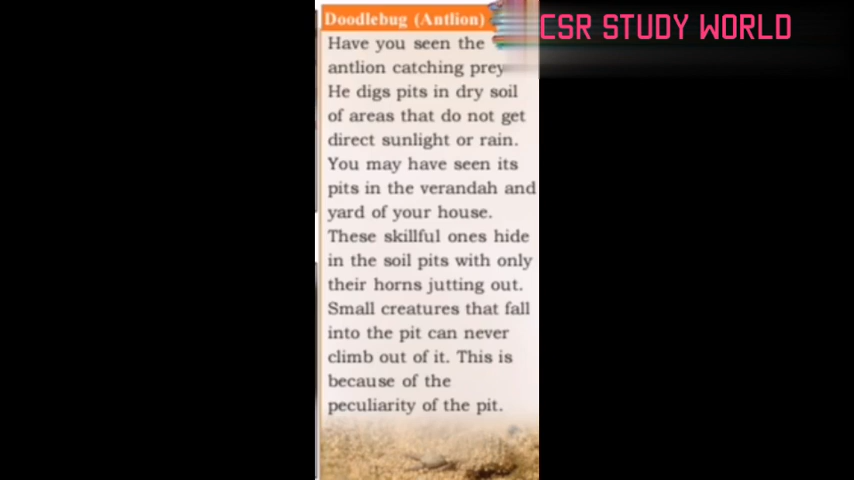 Doodlebug (Antlion)
CSR STUDY WORLD
Have you seen the
antlion catching prey
He digs pits in dry soil
of areas that do not get
direct sunlight or rain.
You may have seen its
pits in the verandah and
yard of your house.
These skillful ones hide
in the soil pits with only
their horns jutting out.
Small creatures that fall
into the pit can never
climb out of it. This is
because of the
peculiarity of the pit.